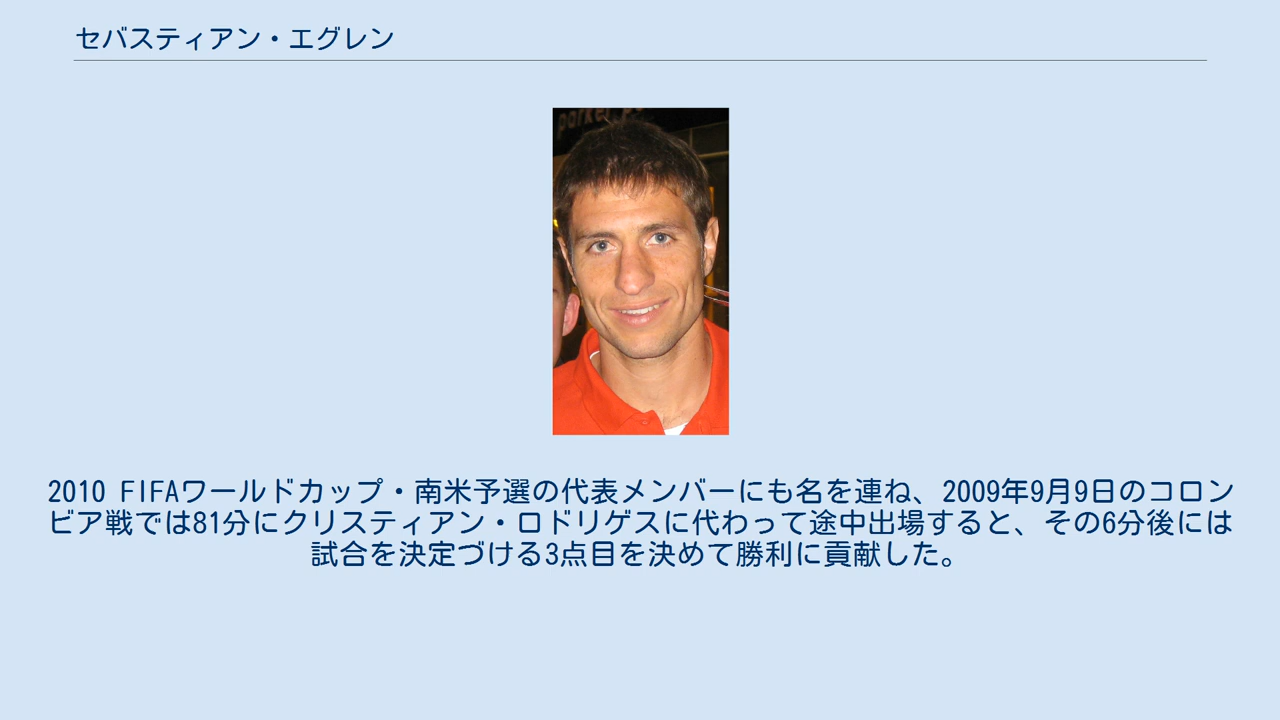 セバスティアン・エグレン
parker
2010 FIFAワールドカップ・南米予選の代表メンバーにも名を連ね、2009年9月9日のコロン
ビア戦では81分にクリスティアン・ロドリゲスに代わって途中出場すると、その6分後には
試合を決定づける3点目を決めて勝利に貢献した。